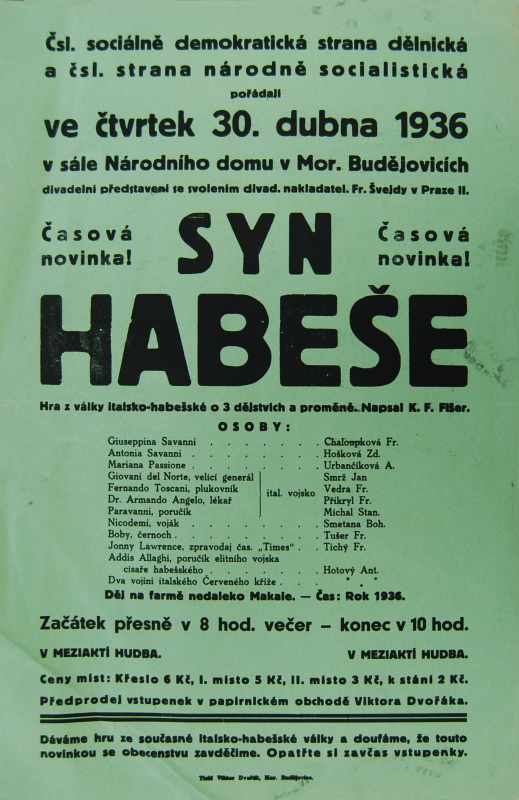 Čsl. sociálně demokratická strana dělnická
a čsl. strana národně socialistická
pořádají
ve čtvrtek 30. dubna 1936
v sále Národního domu v Mor. Budějovicích
divadelní představení se svolením divad. nakladatel. Fr. Švejdy v Praze II.
Časová novinka!
SYN
Časová novinka!
HABEŠE
Hra z války italsko-habešské o 3 dějstvích a proměně. Napsal K. F. Fišer.
OSOBY:
Giuseppina Savanni . . . . . . . Chaloupková Fr.
Antonia Savanni . . . . . . . . Hošková Zd.
Mariana Passione . . . . . . . . Urbančíková A.
Giovani del Norte, velící generál Smrž Jan
Fernando Toscani, plukovník ital. vojsko Vedra Fr.
Dr. Armando Angelo, lékař Přikryl Fr.
Paravanni, poručík Michal Stan.
Nicodemi, voják . . . . . . . . Smetana Boh.
Boby, černoch . . . . . . . . . Tušer Fr.
Jonny Lawrence, zpravodaj čas. „Times" . . Tichý Fr.
Addis Allaghi, poručík elitního vojska
císaře habešského . . . . . . . Hotový Ant.
Dva vojíni italského Červeného kříže . . . * * *
Děj na farmě nedaleko Makale. — Čas: Rok 1936.
Začátek přesně v 8 hod. večer – konec v 10 hod.
V MEZIAKTÍ HUDBA. V MEZIAKTÍ HUDBA.
Ceny míst: Křeslo 6 Kč, I. místo 5 Kč, II. místo 3 Kč, k stání 2 Kč.
Předprodej vstupenek v papírnickém obchodě Viktora Dvořáka.
Dáváme hru ze současné italsko-habešské války a doufáme, že touto
novinkou se obecenstvu zavděčíme. Opatřte si zavčas vstupenky.
Tiskl Viktor Dvořák, Mor. Budějovice.